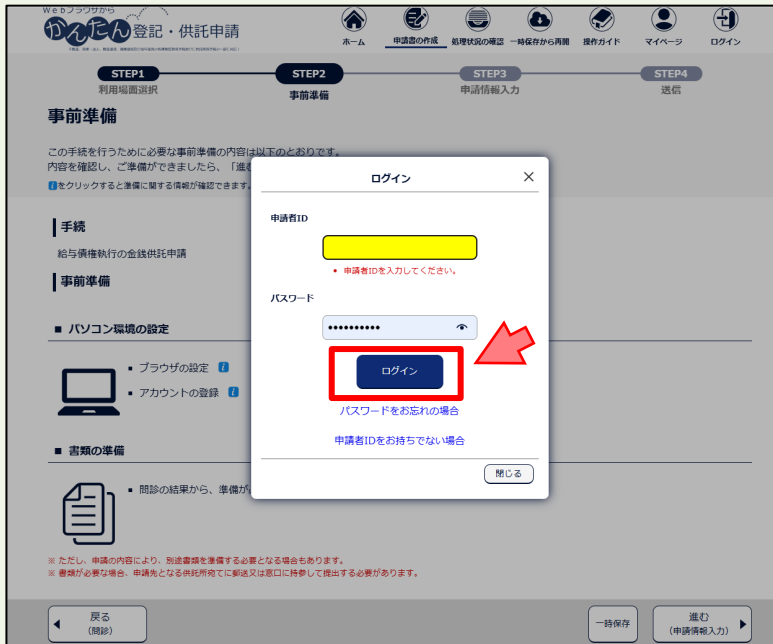 Webブラウザから
かんたん登記・供託申請
ホーム 申請書の作成 処理状況の確認 一時保存から再開 操作ガイド マイページ ログイン
STEP1 STEP2 STEP3 STEP4
利用場面選択 事前準備 申請情報入力 送信
事前準備
この手続を行うために必要な事前準備の内容は以下のとおりです。
内容を確認し、ご準備ができましたら、「進む
iをクリックすると準備に関する情報が確認できます。
手続
給与債権執行の金銭供託申請
事前準備
■ パソコン環境の設定
• ブラウザの設定 i
• アカウントの登録 i
■ 書類の準備
• 問診の結果から、準備が
※ ただし、申請の内容により、別途書類を準備する必要となる場合もあります。
※ 書類が必要な場合、申請先となる供託所宛てに郵送又は窓口に持参して提出する必要があります。
ログイン ×
申請者ID
• 申請者IDを入力してください。
パスワード
••••••••••
ログイン
パスワードをお忘れの場合
申請者IDをお持ちでない場合
閉じる
戻る
(問診)
一時保存
進む
(申請情報入力)